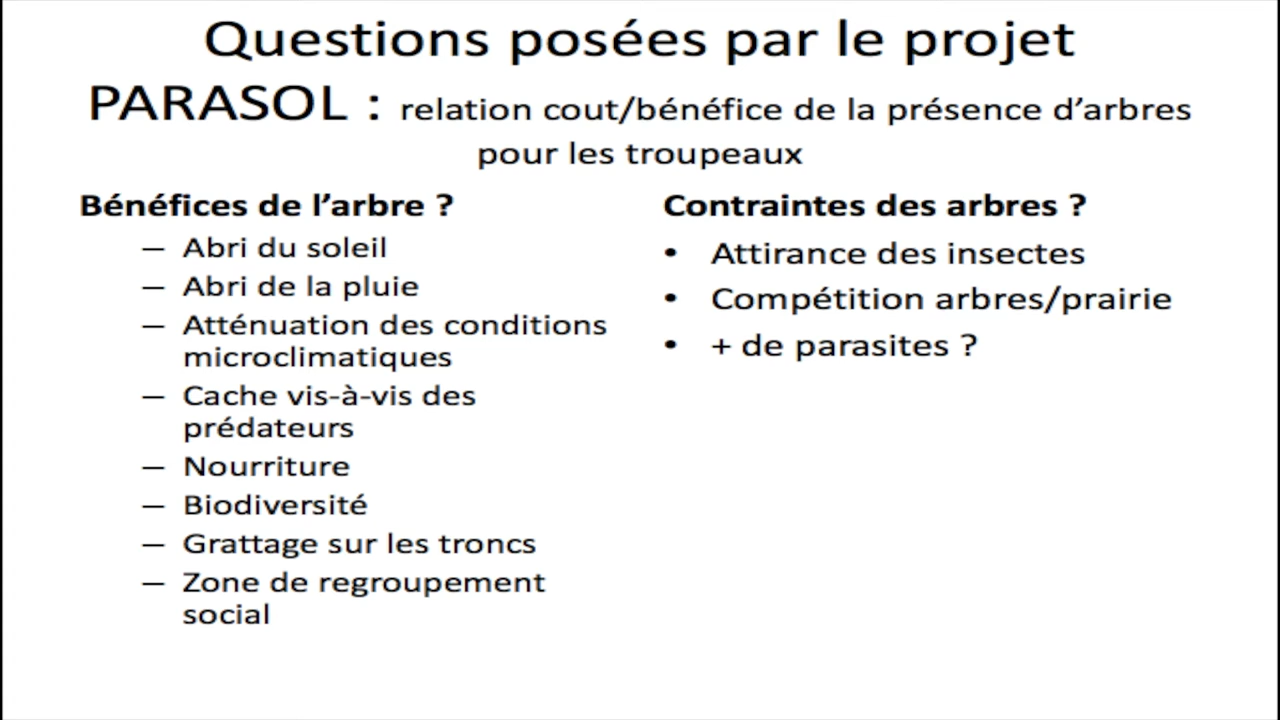 Questions posées par le projet
PARASOL : relation cout/bénéfice de la présence d’arbres
pour les troupeaux
Bénéfices de l’arbre ?
– Abri du soleil
– Abri de la pluie
– Atténuation des conditions
microclimatiques
– Cache vis-à-vis des
prédateurs
– Nourriture
– Biodiversité
– Grattage sur les troncs
– Zone de regroupement
social
Contraintes des arbres ?
• Attirance des insectes
• Compétition arbres/prairie
• + de parasites ?